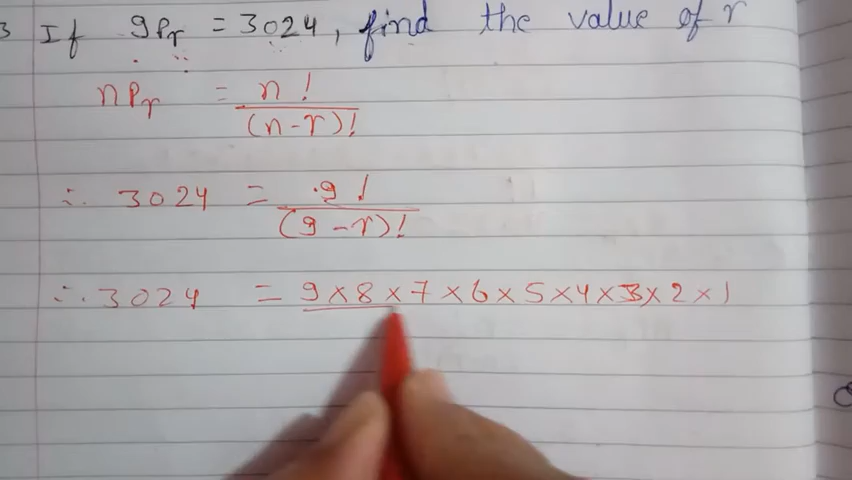 3 If 9Pr = 3024, find the value of r
nPr = n! / (n-r)!
∴ 3024 = 9! / (9-r)!
∴ 3024 = 9×8×7×6×5×4×3×2×1